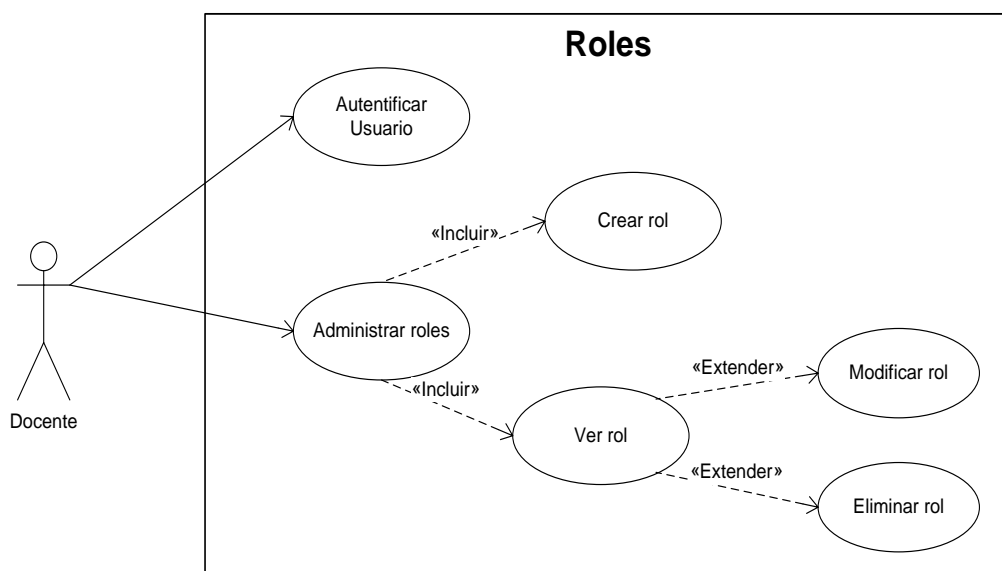 Roles
Autentificar
Usuario
«Incluir»
Crear rol
Administrar roles
«Incluir»
Ver rol
«Extender»
Modificar rol
«Extender»
Eliminar rol
Docente